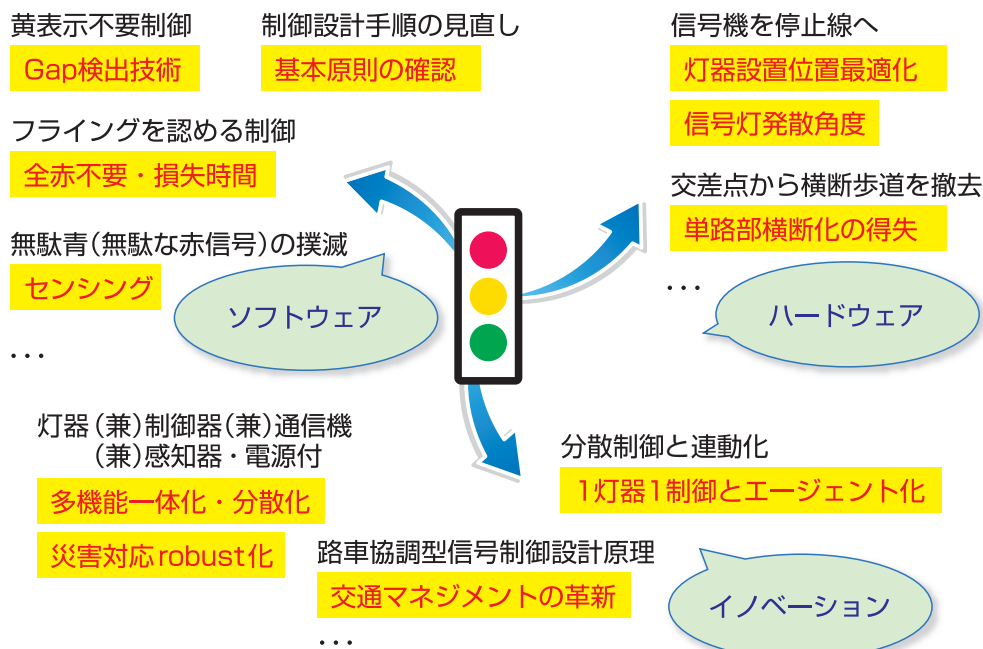 黄表示不要制御
Gap検出技術
制御設計手順の見直し
基本原則の確認
フライングを認める制御
全赤不要・損失時間
無駄青(無駄な赤信号)の撲滅
センシング
...
ソフトウェア
信号機を停止線へ
灯器設置位置最適化
信号灯発散角度
交差点から横断歩道を撤去
単路部横断化の得失
...
ハードウェア
灯器(兼)制御器(兼)通信機
(兼)感知器・電源付
多機能一体化・分散化
災害対応robust化
分散制御と連動化
1灯器1制御とエージェント化
路車協調型信号制御設計原理
交通マネジメントの革新
...
イノベーション